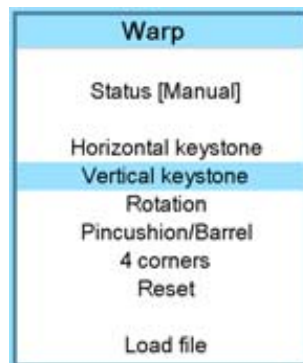 Warp
Status [Manual]
Horizontal keystone
Vertical keystone
Rotation
Pincushion/Barrel
4 corners
Reset
Load file